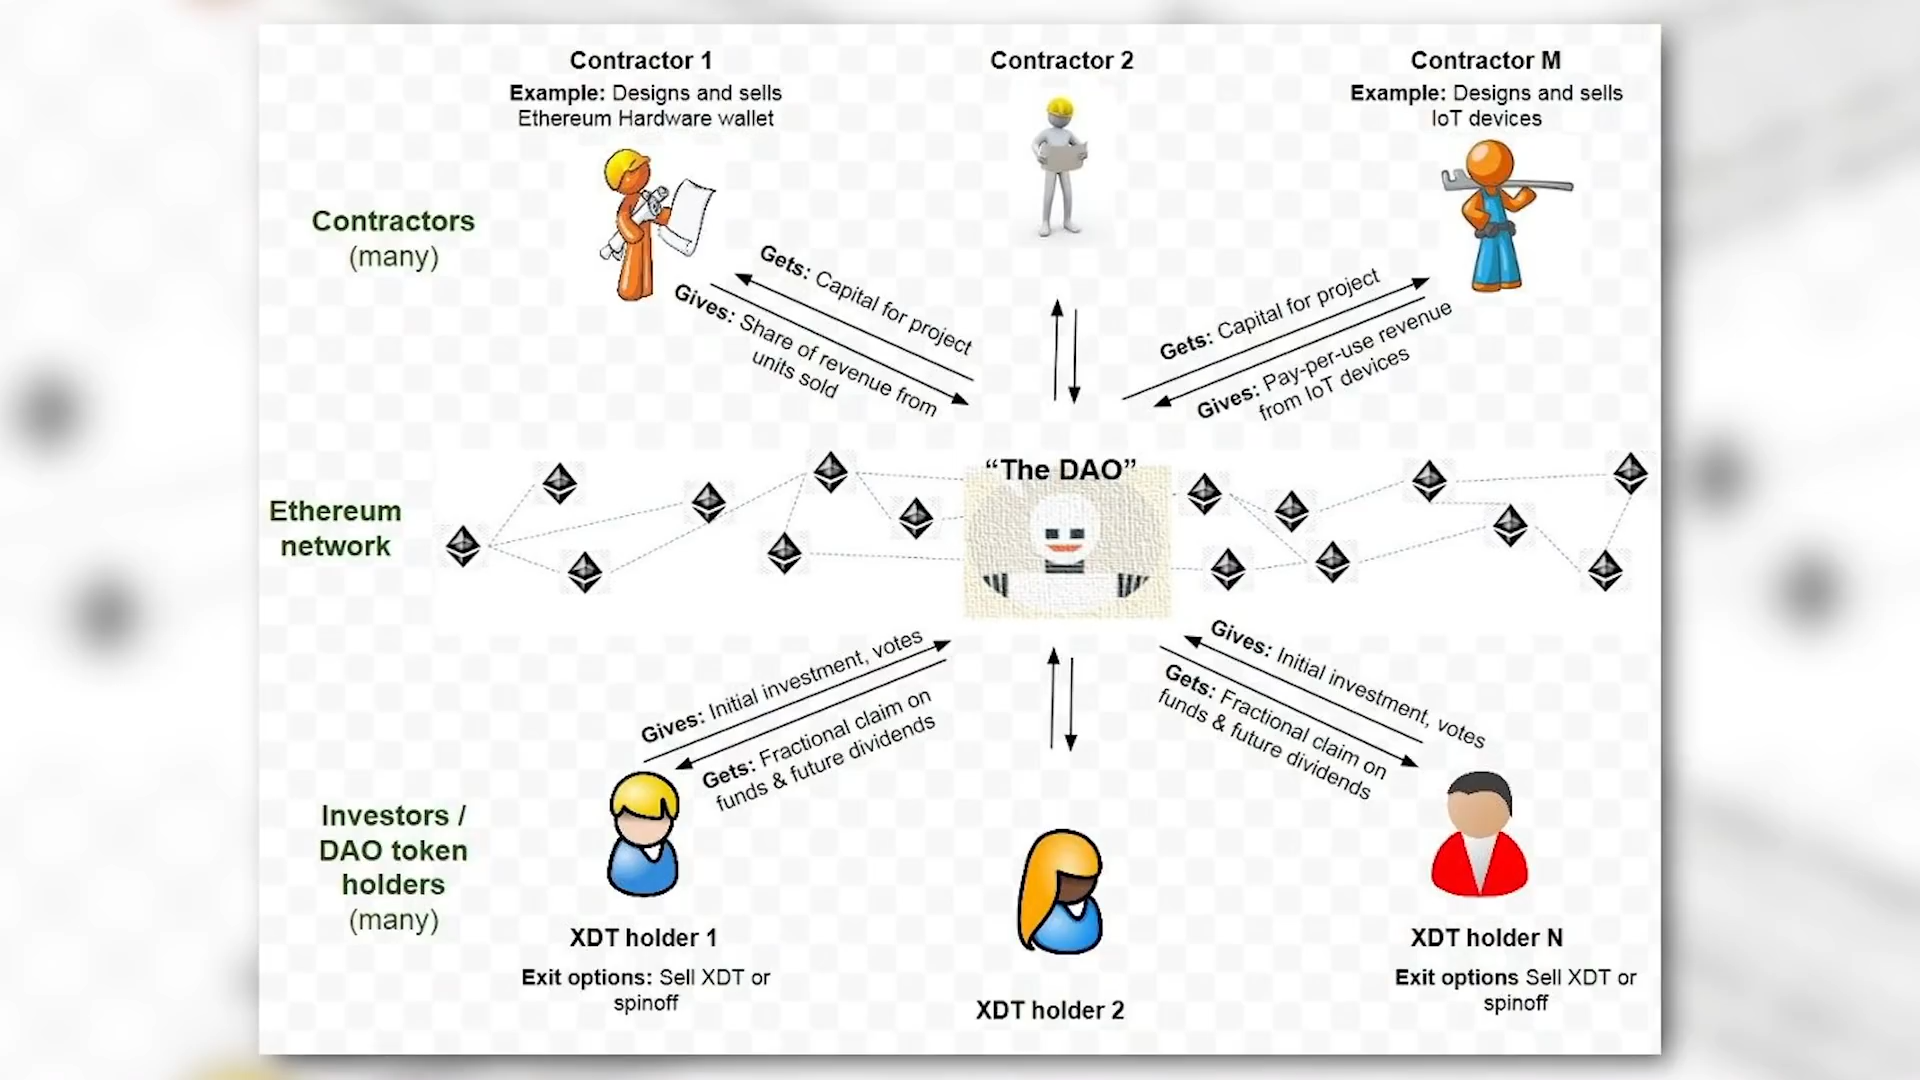 Contractor 1
Example: Designs and sells
Ethereum Hardware wallet
Contractor 2
Contractor M
Example: Designs and sells
IoT devices
Contractors
(many)
Gets: Capital for project
Gives: Share of revenue from
units sold
Gets: Capital for project
Gives: Pay-per-use revenue
from IoT devices
Ethereum
network
“The DAO”
Gives: Initial investment, votes
Gets: Fractional claim on
funds & future dividends
Gives: Initial investment, votes
Gets: Fractional claim on
funds & future dividends
Investors /
DAO token
holders
(many)
XDT holder 1
Exit options: Sell XDT or
spinoff
XDT holder 2
XDT holder N
Exit options Sell XDT or
spinoff